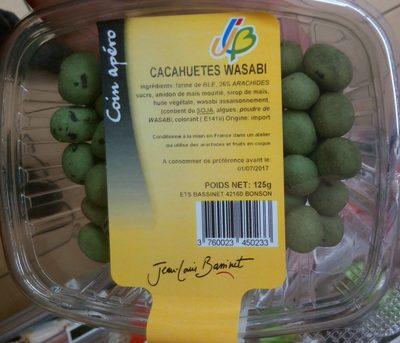 JB
Coin apéro
CACAHUETES WASABI
Ingrédients: farine de BLE, 26% ARACHIDES
sucre, amidon de maïs modifié, sirop de maïs,
huile végétale, wasabi assaisonnement,
(contient du SOJA, algues, poudre de
WASABI, colorant ( E141ii) Origine: import
Conditionné à la main en France dans un atelier
qui utilise des arachides et fruits en coque
A consommer de préférence avant le:
01/07/2017
POIDS NET: 125g
ETS BASSINET 42160 BONSON
3 760023 450233
Jean-Louis Bassinet